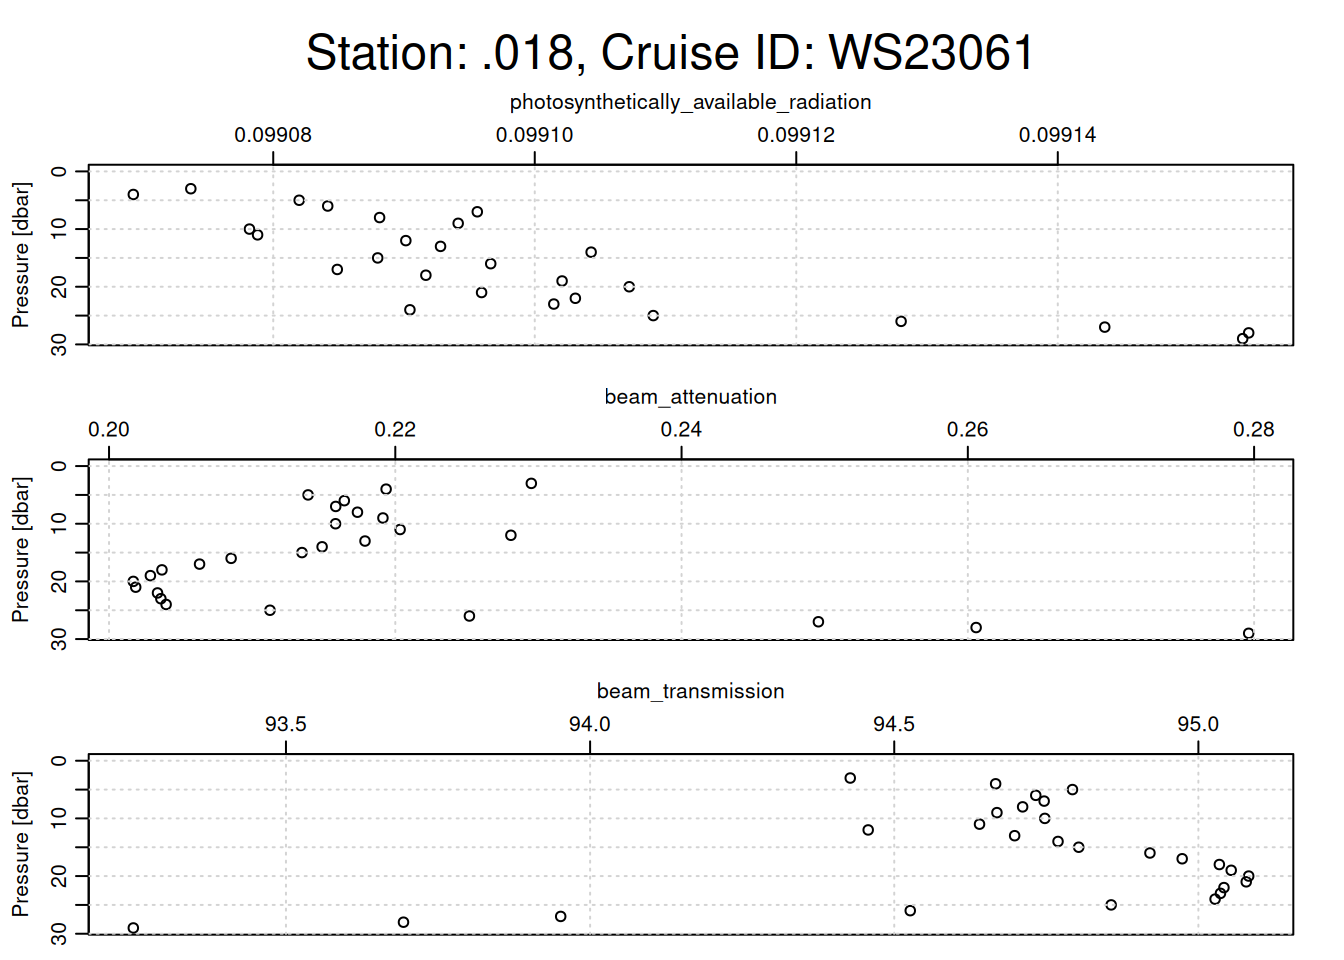 Station: .018, Cruise ID: WS23061
photosynthetically_available_radiation
0.09908 0.09910 0.09912 0.09914
0
10
20
30
Pressure [dbar]
beam_attenuation
0.20 0.22 0.24 0.26 0.28
0
10
20
30
Pressure [dbar]
beam_transmission
93.5 94.0 94.5 95.0
0
10
20
30
Pressure [dbar]